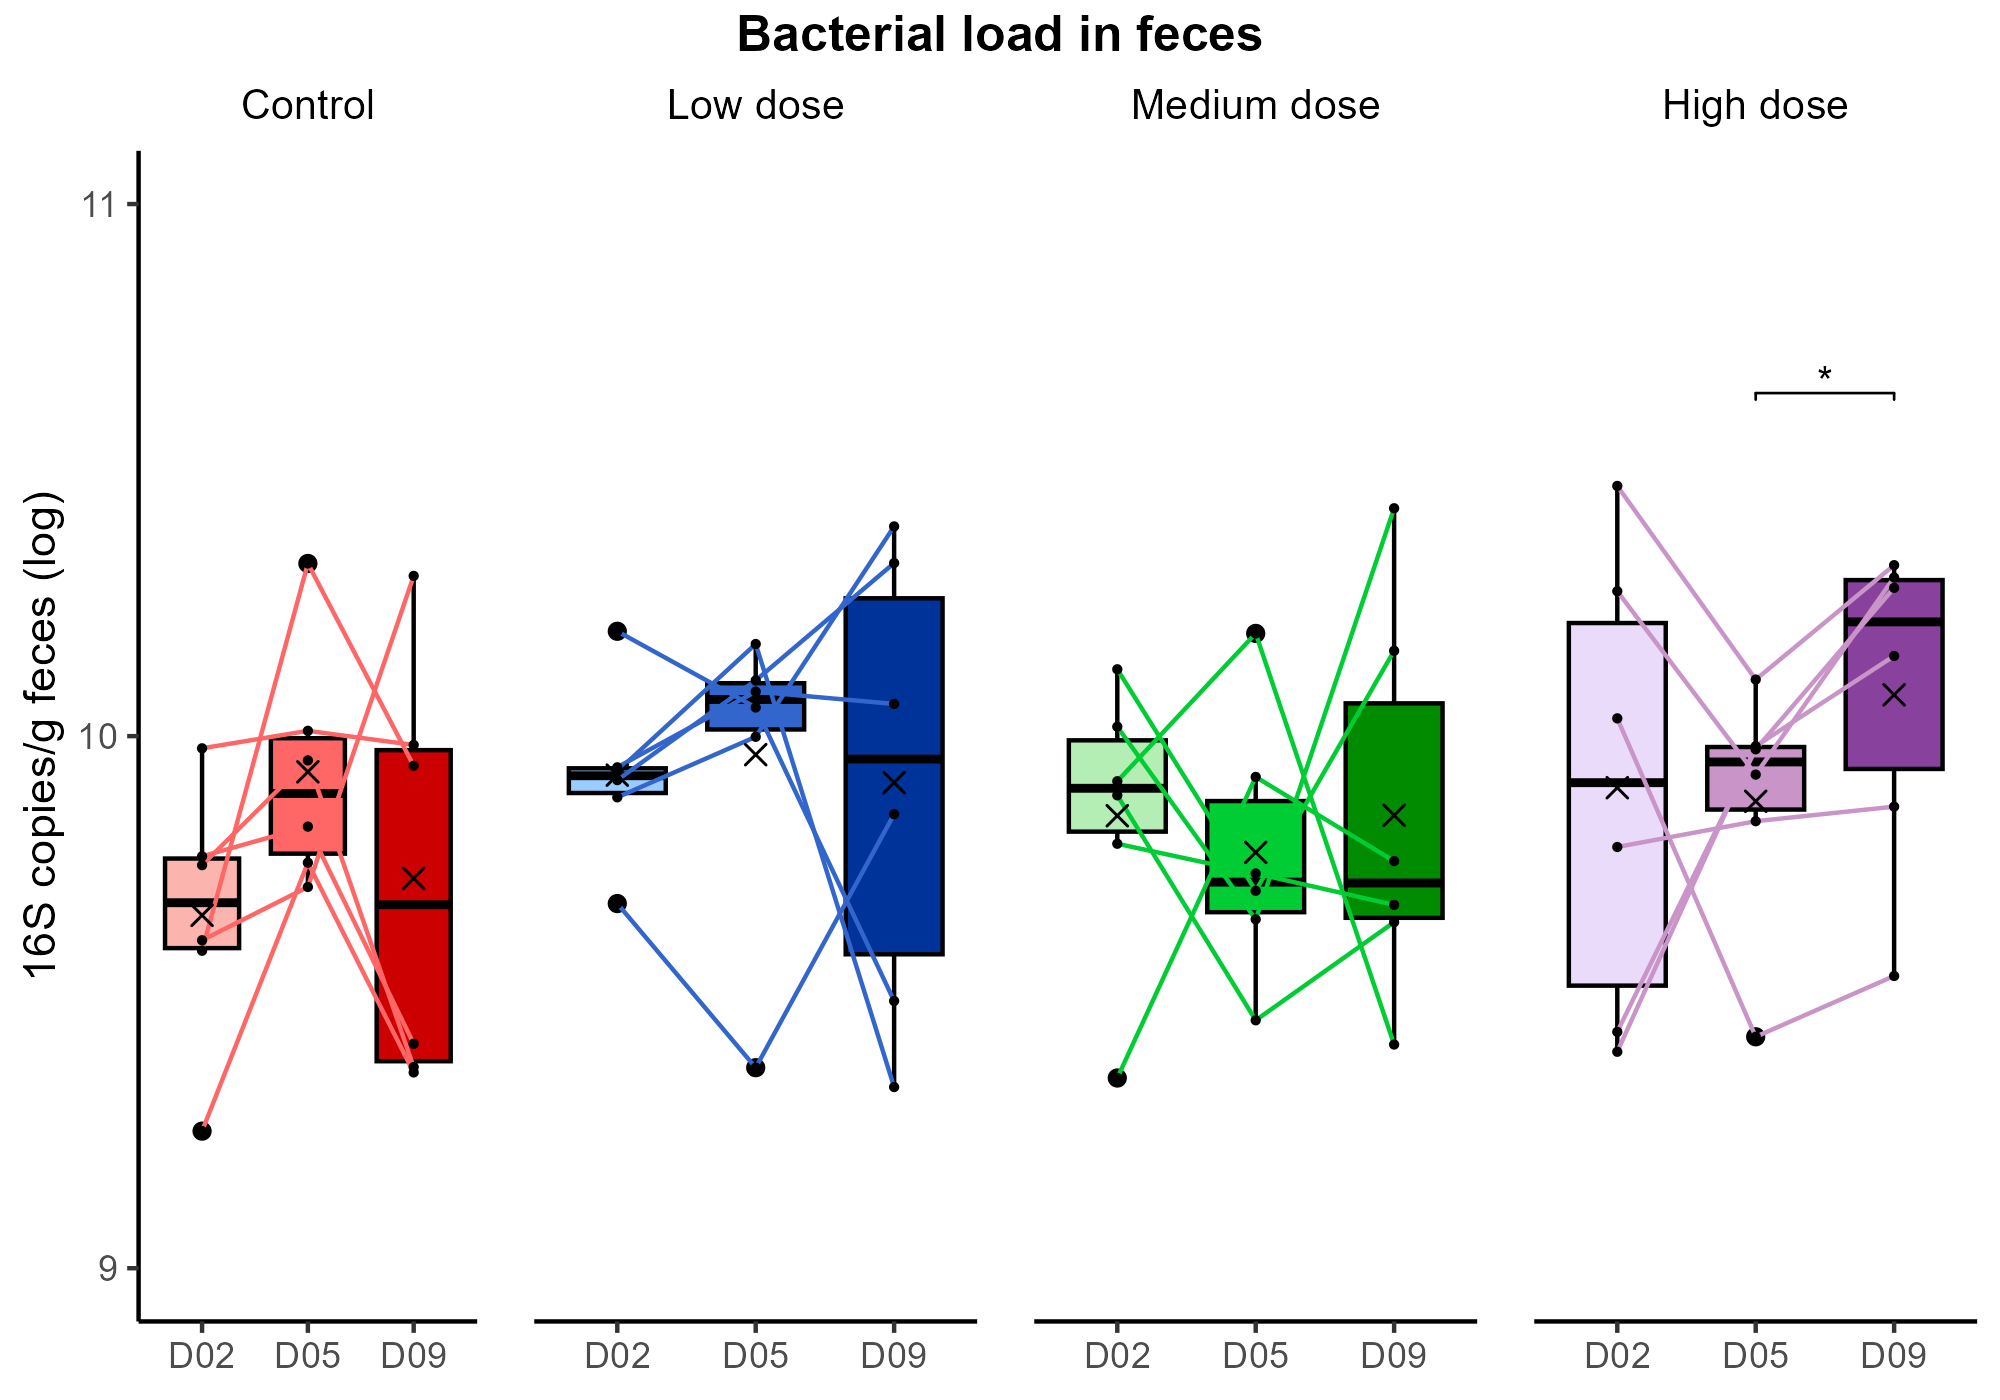 Bacterial load in feces
Control Low dose Medium dose High dose
16S copies/g feces (log)
11
10
9
*
D02 D05 D09 D02 D05 D09 D02 D05 D09 D02 D05 D09